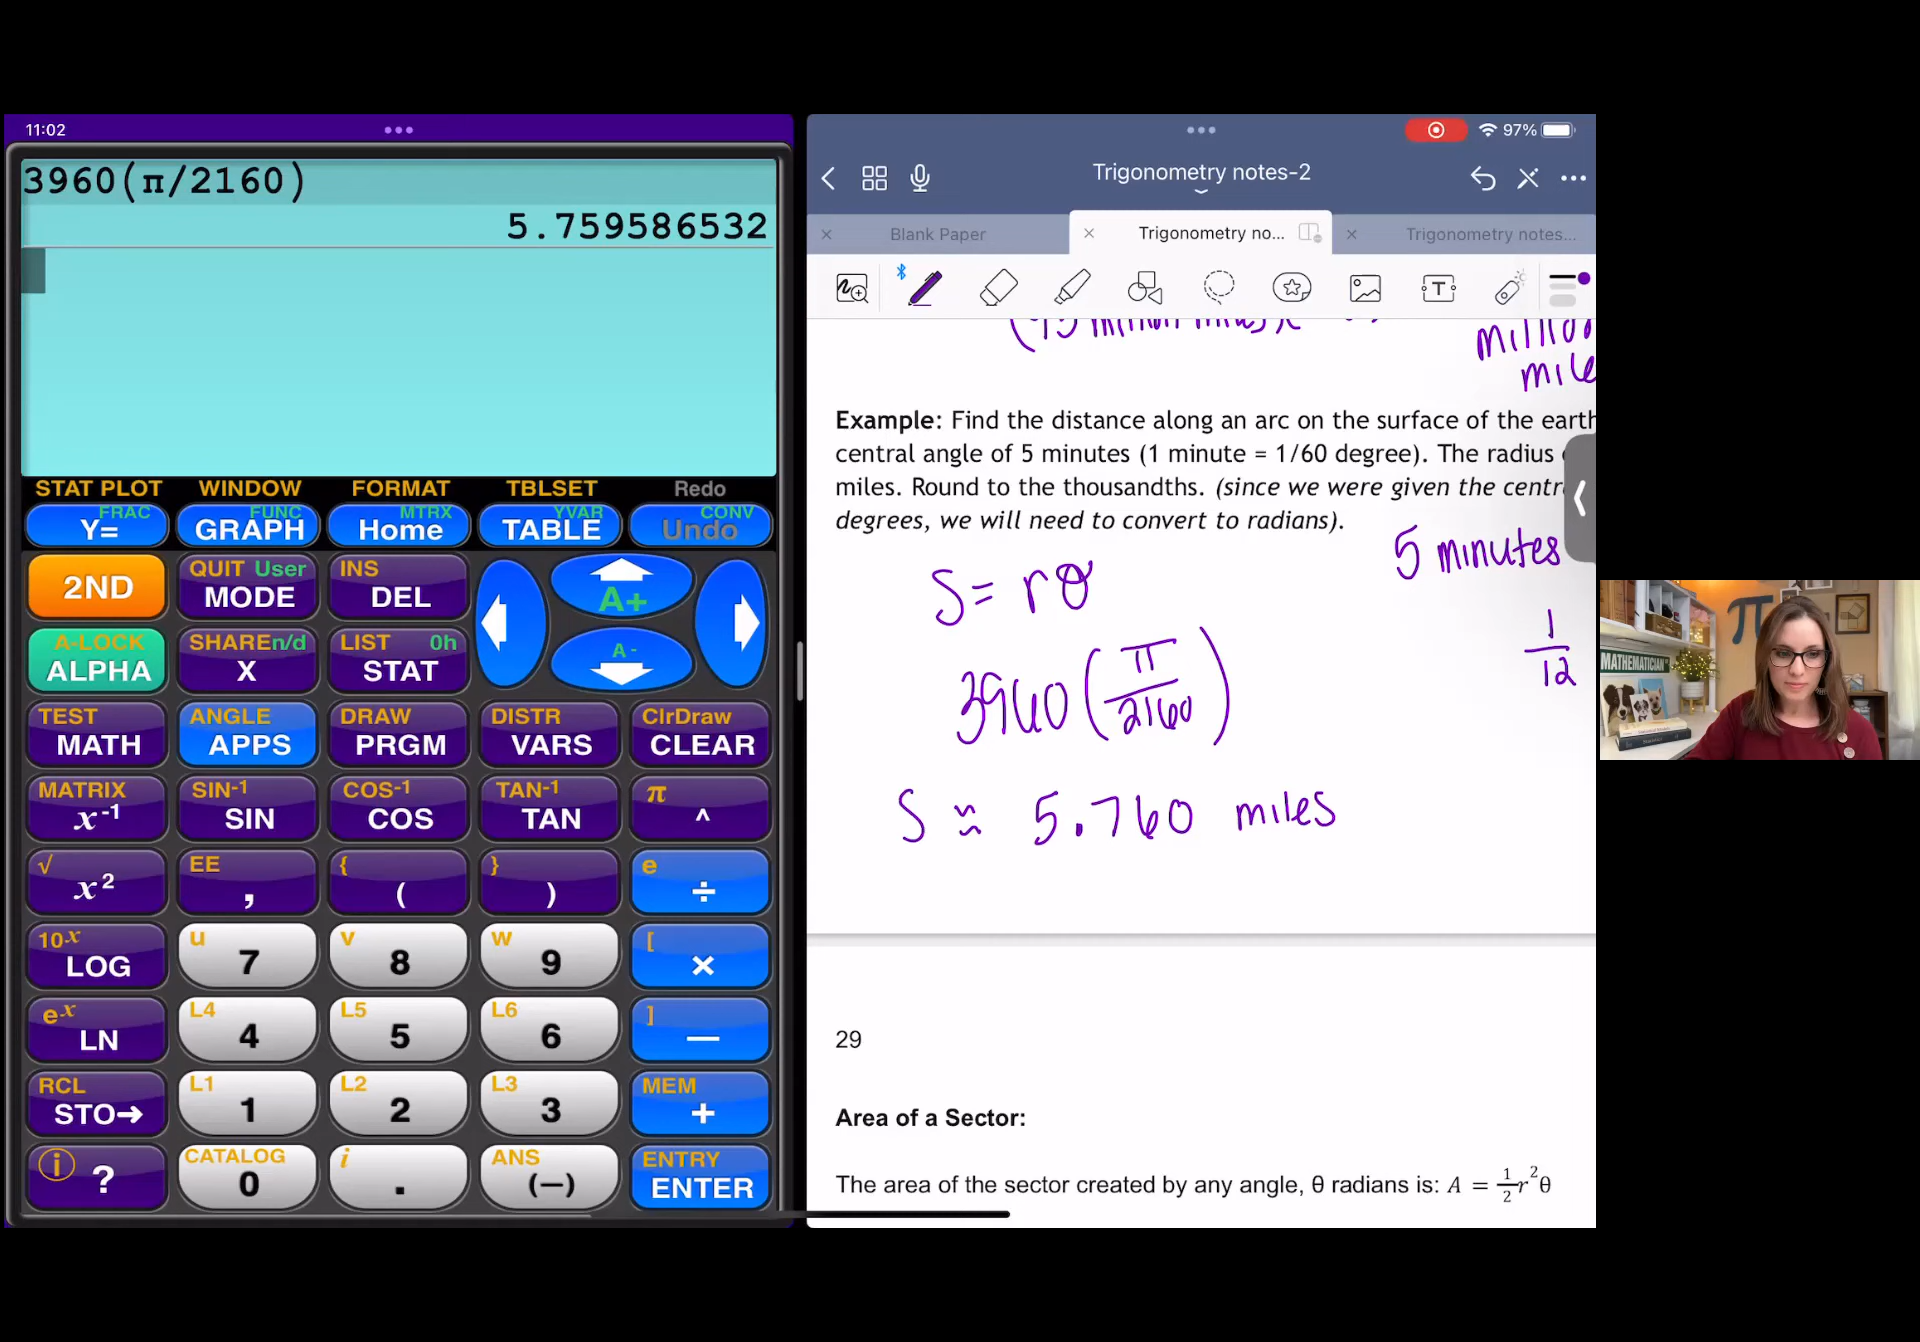 11:02
3960(π/2160)
5.759586532
STAT PLOT WINDOW FORMAT TBLSET Redo
FRAC FUNC MTRX YVAR CONV
Y= GRAPH Home TABLE Undo
QUIT User INS
2ND MODE DEL A+
A-LOCK SHARE n/d LIST 0h A-
ALPHA X STAT
TEST ANGLE DRAW DISTR ClrDraw
MATH APPS PRGM VARS CLEAR
MATRIX SIN⁻¹ COS⁻¹ TAN⁻¹ π
x⁻¹ SIN COS TAN ^
√ EE { } e
x² , ( ) ÷
10ˣ u v w [
LOG 7 8 9 ×
eˣ L4 L5 L6 ]
LN 4 5 6 —
RCL L1 L2 L3 MEM
STO→ 1 2 3 +
i CATALOG i ANS ENTRY
? 0 . (—) ENTER
97%
Trigonometry notes-2
Blank Paper
Trigonometry no...
Trigonometry notes...
T
million
miles
Example: Find the distance along an arc on the surface of the earth
central angle of 5 minutes (1 minute = 1/60 degree). The radius
miles. Round to the thousandths. (since we were given the centr
degrees, we will need to convert to radians).
5 minutes
S = rθ
1/12
3960(π/2160)
S ≈ 5.760 miles
29
Area of a Sector:
The area of the sector created by any angle, θ radians is: A = ½r²θ
π
MATHEMATICIAN